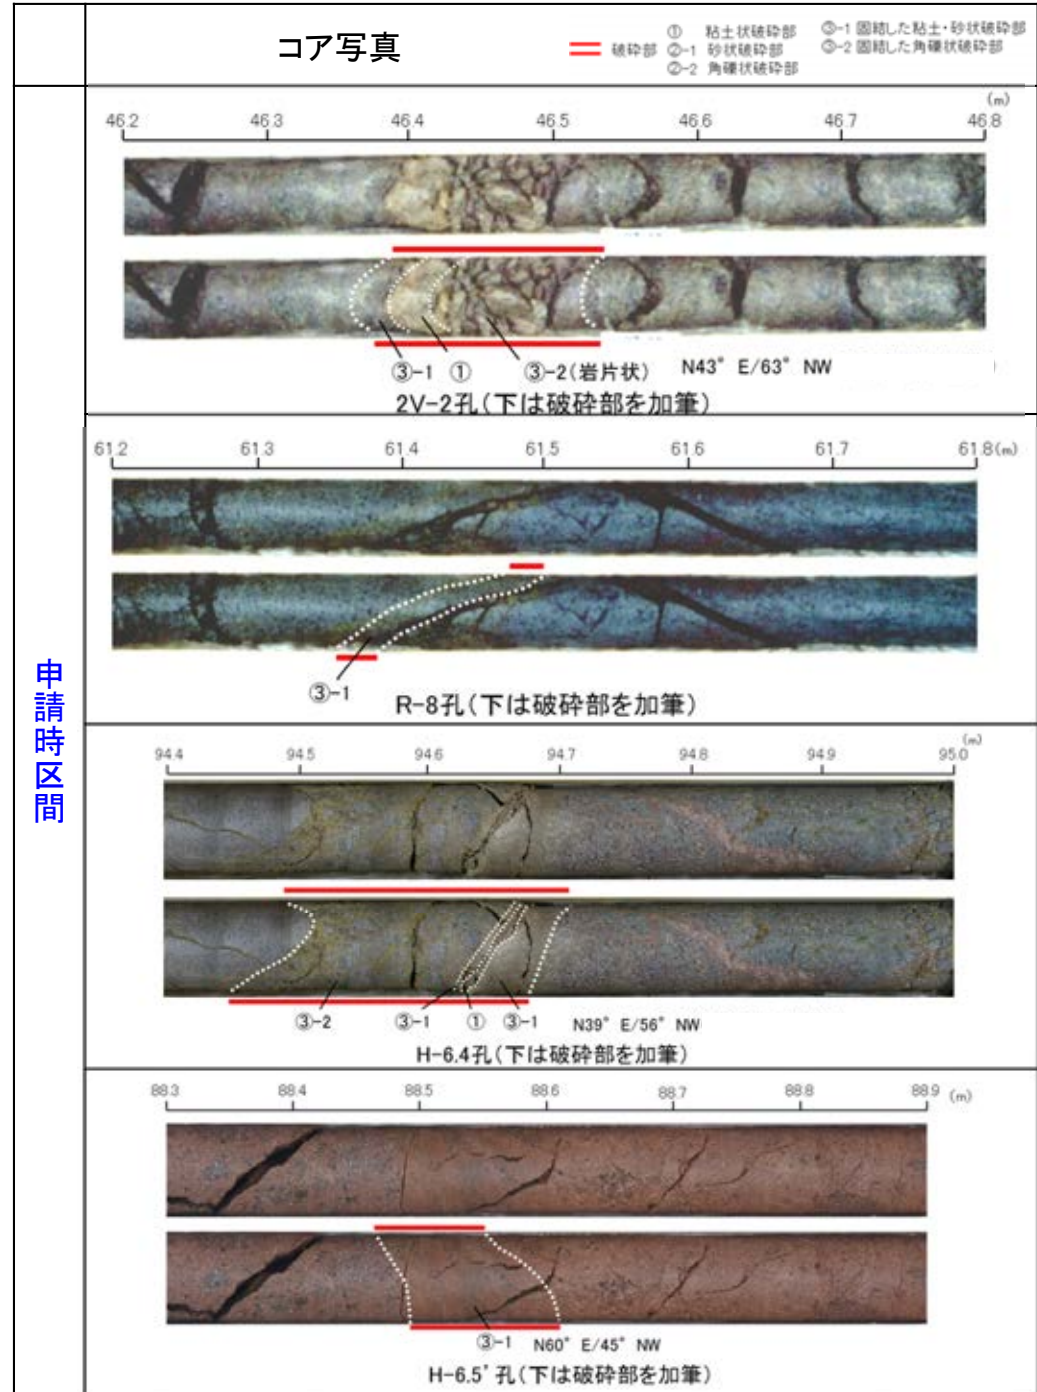 コア写真
破砕部
① 粘土状破砕部
②-1 砂状破砕部
②-2 角礫状破砕部
③-1 固結した粘土・砂状破砕部
③-2 固結した角礫状破砕部
申請時区間
(m)
46.2 46.3 46.4 46.5 46.6 46.7 46.8
③-1 ① ③-2(岩片状) N43° E/63° NW
2V-2孔(下は破砕部を加筆)
61.2 61.3 61.4 61.5 61.6 61.7 61.8(m)
③-1
R-8孔(下は破砕部を加筆)
(m)
94.4 94.5 94.6 94.7 94.8 94.9 95.0
③-2 ③-1 ① ③-1 N39° E/56° NW
H-6.4孔(下は破砕部を加筆)
88.3 88.4 88.5 88.6 88.7 88.8 88.9 (m)
③-1 N60° E/45° NW
H-6.5'孔(下は破砕部を加筆)